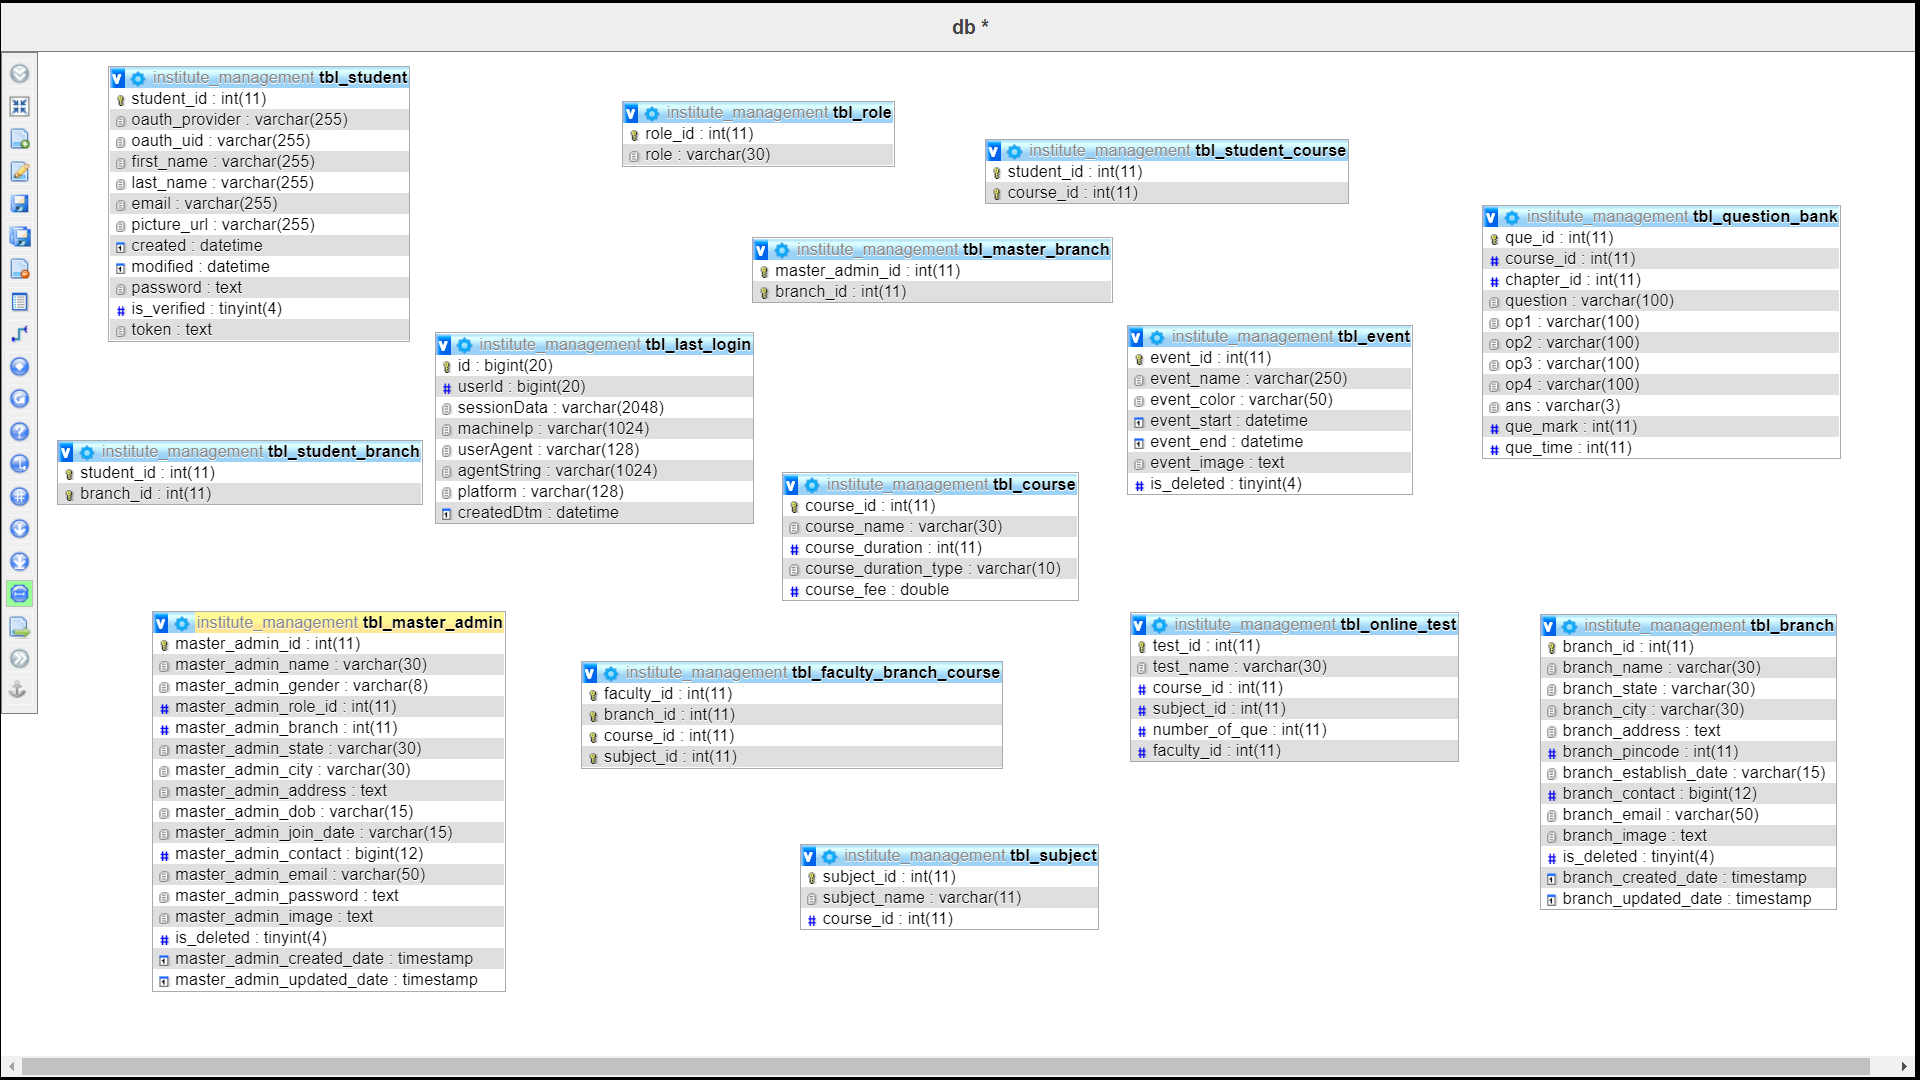 db *
institute_management tbl_student
student_id : int(11)
oauth_provider : varchar(255)
oauth_uid : varchar(255)
first_name : varchar(255)
last_name : varchar(255)
email : varchar(255)
picture_url : varchar(255)
created : datetime
modified : datetime
password : text
is_verified : tinyint(4)
token : text
institute_management tbl_role
role_id : int(11)
role : varchar(30)
institute_management tbl_student_course
student_id : int(11)
course_id : int(11)
institute_management tbl_question_bank
que_id : int(11)
course_id : int(11)
chapter_id : int(11)
question : varchar(100)
op1 : varchar(100)
op2 : varchar(100)
op3 : varchar(100)
op4 : varchar(100)
ans : varchar(3)
que_mark : int(11)
que_time : int(11)
institute_management tbl_master_branch
master_admin_id : int(11)
branch_id : int(11)
institute_management tbl_last_login
id : bigint(20)
userId : bigint(20)
sessionData : varchar(2048)
machineIp : varchar(1024)
userAgent : varchar(128)
agentString : varchar(1024)
platform : varchar(128)
createdDtm : datetime
institute_management tbl_event
event_id : int(11)
event_name : varchar(250)
event_color : varchar(50)
event_start : datetime
event_end : datetime
event_image : text
is_deleted : tinyint(4)
institute_management tbl_student_branch
student_id : int(11)
branch_id : int(11)
institute_management tbl_course
course_id : int(11)
course_name : varchar(30)
course_duration : int(11)
course_duration_type : varchar(10)
course_fee : double
institute_management tbl_master_admin
master_admin_id : int(11)
master_admin_name : varchar(30)
master_admin_gender : varchar(8)
master_admin_role_id : int(11)
master_admin_branch : int(11)
master_admin_state : varchar(30)
master_admin_city : varchar(30)
master_admin_address : text
master_admin_dob : varchar(15)
master_admin_join_date : varchar(15)
master_admin_contact : bigint(12)
master_admin_email : varchar(50)
master_admin_password : text
master_admin_image : text
is_deleted : tinyint(4)
master_admin_created_date : timestamp
master_admin_updated_date : timestamp
institute_management tbl_faculty_branch_course
faculty_id : int(11)
branch_id : int(11)
course_id : int(11)
subject_id : int(11)
institute_management tbl_online_test
test_id : int(11)
test_name : varchar(30)
course_id : int(11)
subject_id : int(11)
number_of_que : int(11)
faculty_id : int(11)
institute_management tbl_branch
branch_id : int(11)
branch_name : varchar(30)
branch_state : varchar(30)
branch_city : varchar(30)
branch_address : text
branch_pincode : int(11)
branch_establish_date : varchar(15)
branch_contact : bigint(12)
branch_email : varchar(50)
branch_image : text
is_deleted : tinyint(4)
branch_created_date : timestamp
branch_updated_date : timestamp
institute_management tbl_subject
subject_id : int(11)
subject_name : varchar(11)
course_id : int(11)